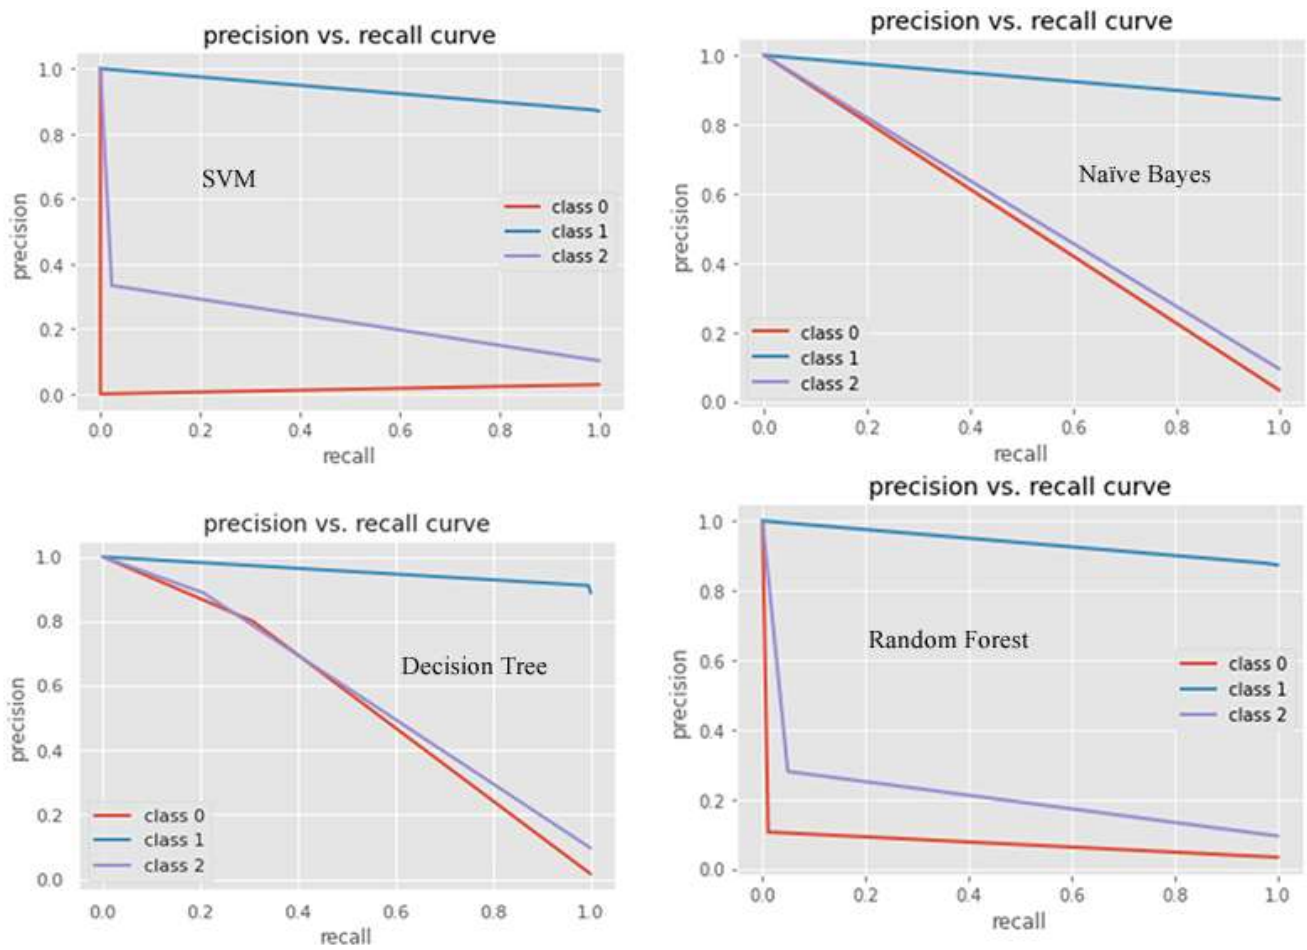 precision vs. recall curve
1.0
0.8
0.6
0.4
0.2
0.0
precision
SVM
class 0
class 1
class 2
0.0 0.2 0.4 0.6 0.8 1.0
recall
precision vs. recall curve
1.0
0.8
0.6
0.4
0.2
0.0
precision
Naïve Bayes
class 0
class 1
class 2
0.0 0.2 0.4 0.6 0.8 1.0
recall
precision vs. recall curve
1.0
0.8
0.6
0.4
0.2
0.0
precision
Decision Tree
class 0
class 1
class 2
0.0 0.2 0.4 0.6 0.8 1.0
recall
precision vs. recall curve
1.0
0.8
0.6
0.4
0.2
0.0
precision
Random Forest
class 0
class 1
class 2
0.0 0.2 0.4 0.6 0.8 1.0
recall